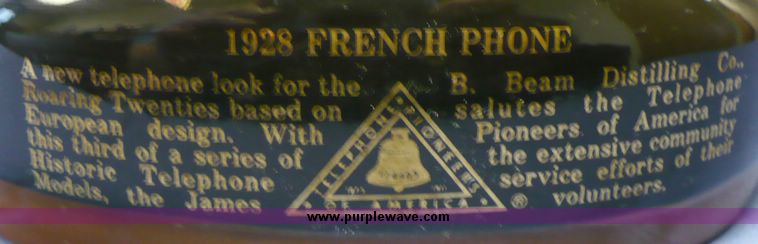 1928 FRENCH PHONE
A new telephone look for the
Roaring Twenties based on
European design. With
this third of a series of
Historic Telephone
Models, the James
B. Beam Distilling Co.,
salutes the Telephone
Pioneers of America for
the extensive community
service efforts of their
volunteers.
TELEPHONE PIONEERS
OF AMERICA
®
www.purplewave.com